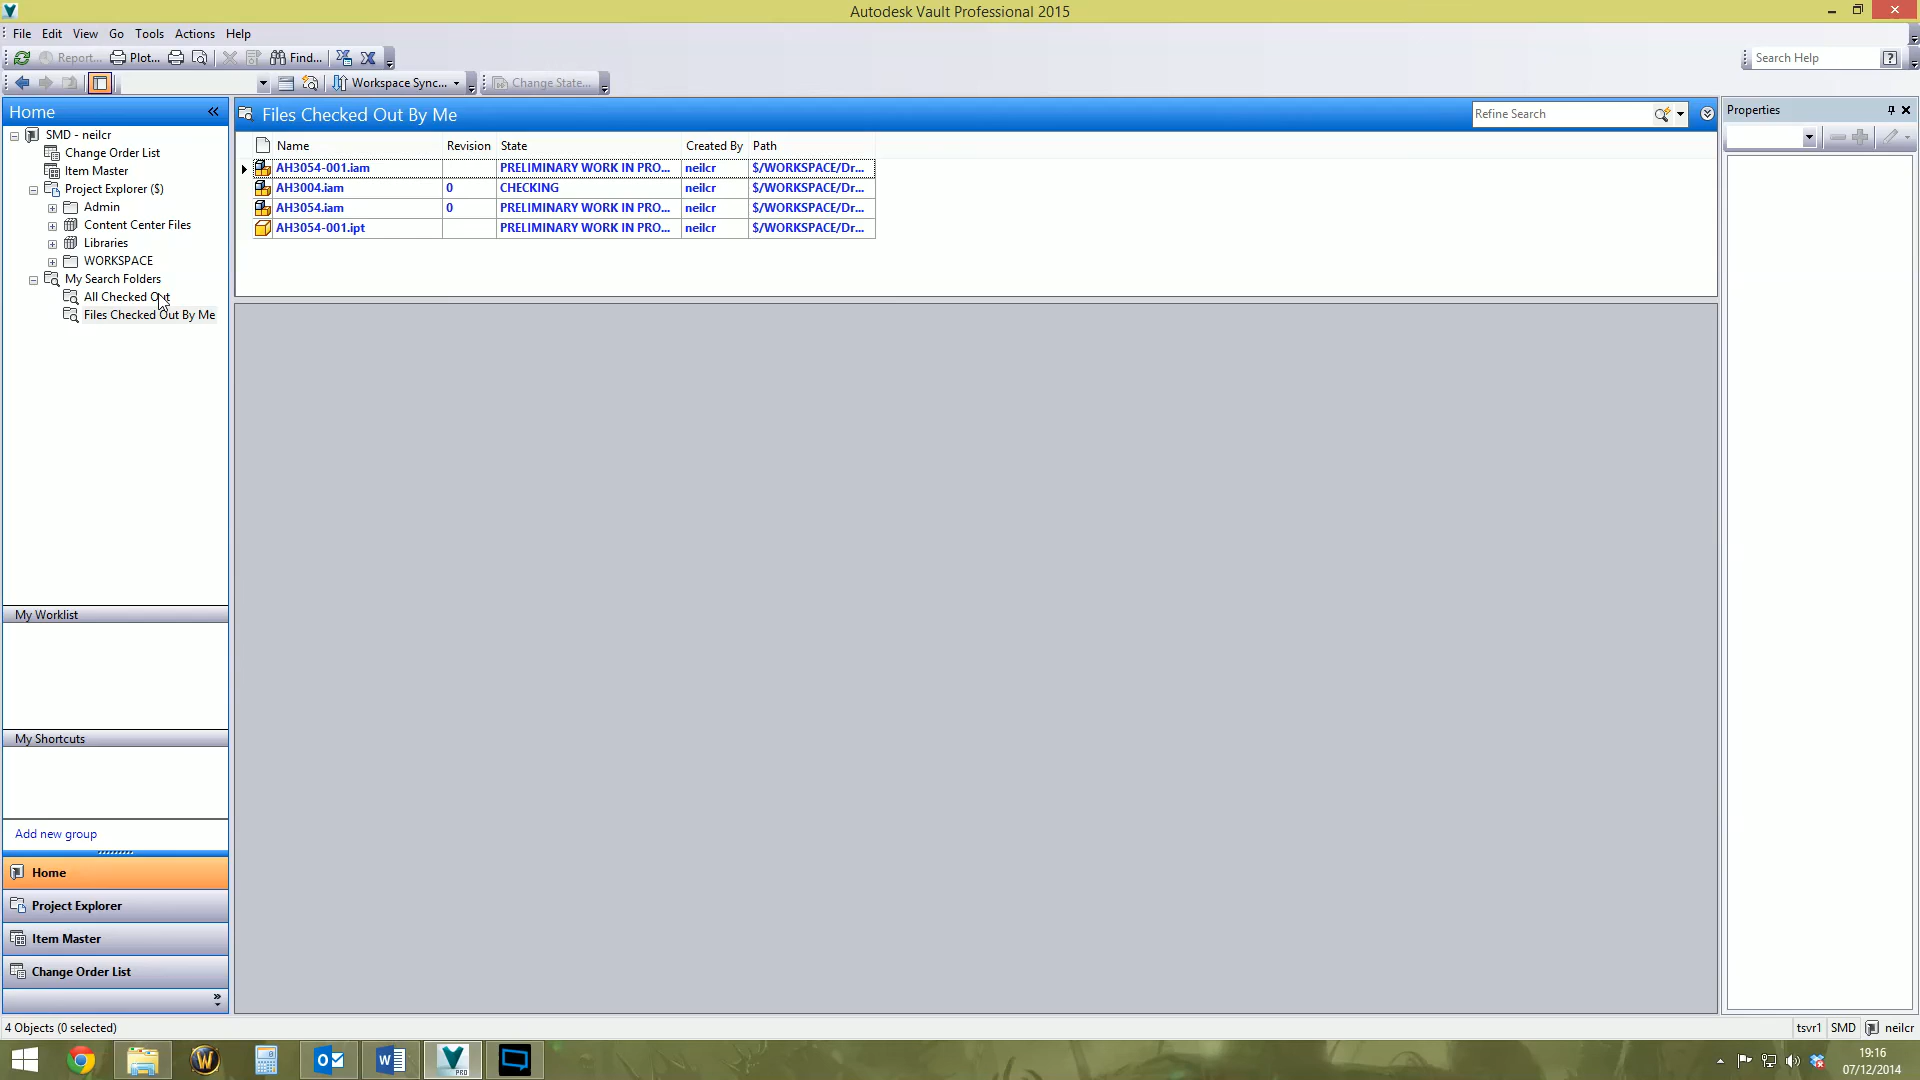 Autodesk Vault Professional 2015
File Edit View Go Tools Actions Help
Report... Plot... Find... Search Help
Workspace Sync... Change State...
Home
SMD - neilcr
Change Order List
Item Master
Project Explorer ($)
Admin
Content Center Files
Libraries
WORKSPACE
My Search Folders
All Checked Out
Files Checked Out By Me
My Worklist
My Shortcuts
Add new group
Home
Project Explorer
Item Master
Change Order List
Files Checked Out By Me Refine Search
Name Revision State Created By Path
AH3054-001.iam PRELIMINARY WORK IN PRO... neilcr $/WORKSPACE/Dr...
AH3004.iam 0 CHECKING neilcr $/WORKSPACE/Dr...
AH3054.iam 0 PRELIMINARY WORK IN PRO... neilcr $/WORKSPACE/Dr...
AH3054-001.ipt PRELIMINARY WORK IN PRO... neilcr $/WORKSPACE/Dr...
Properties
4 Objects (0 selected) tsvr1 SMD neilcr
PRO
19:16
07/12/2014